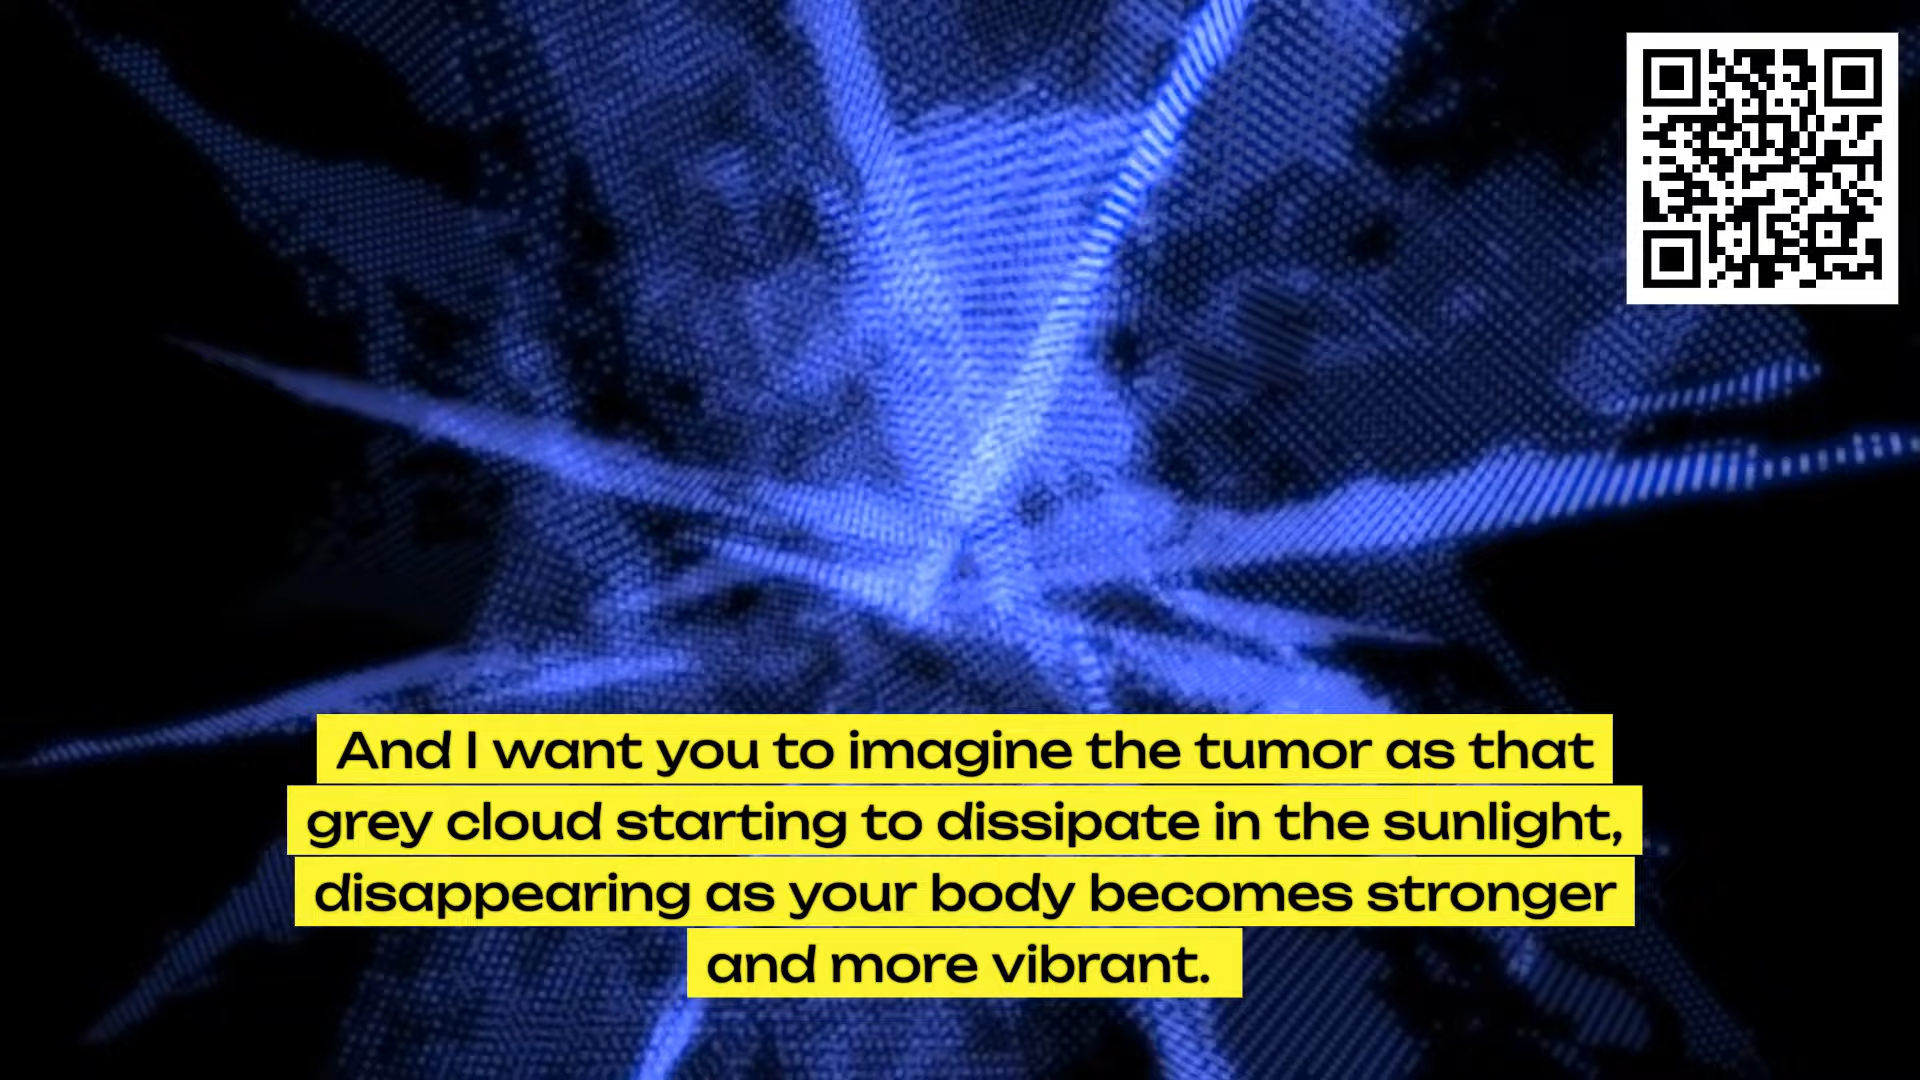 And I want you to imagine the tumor as that
grey cloud starting to dissipate in the sunlight,
disappearing as your body becomes stronger
and more vibrant.